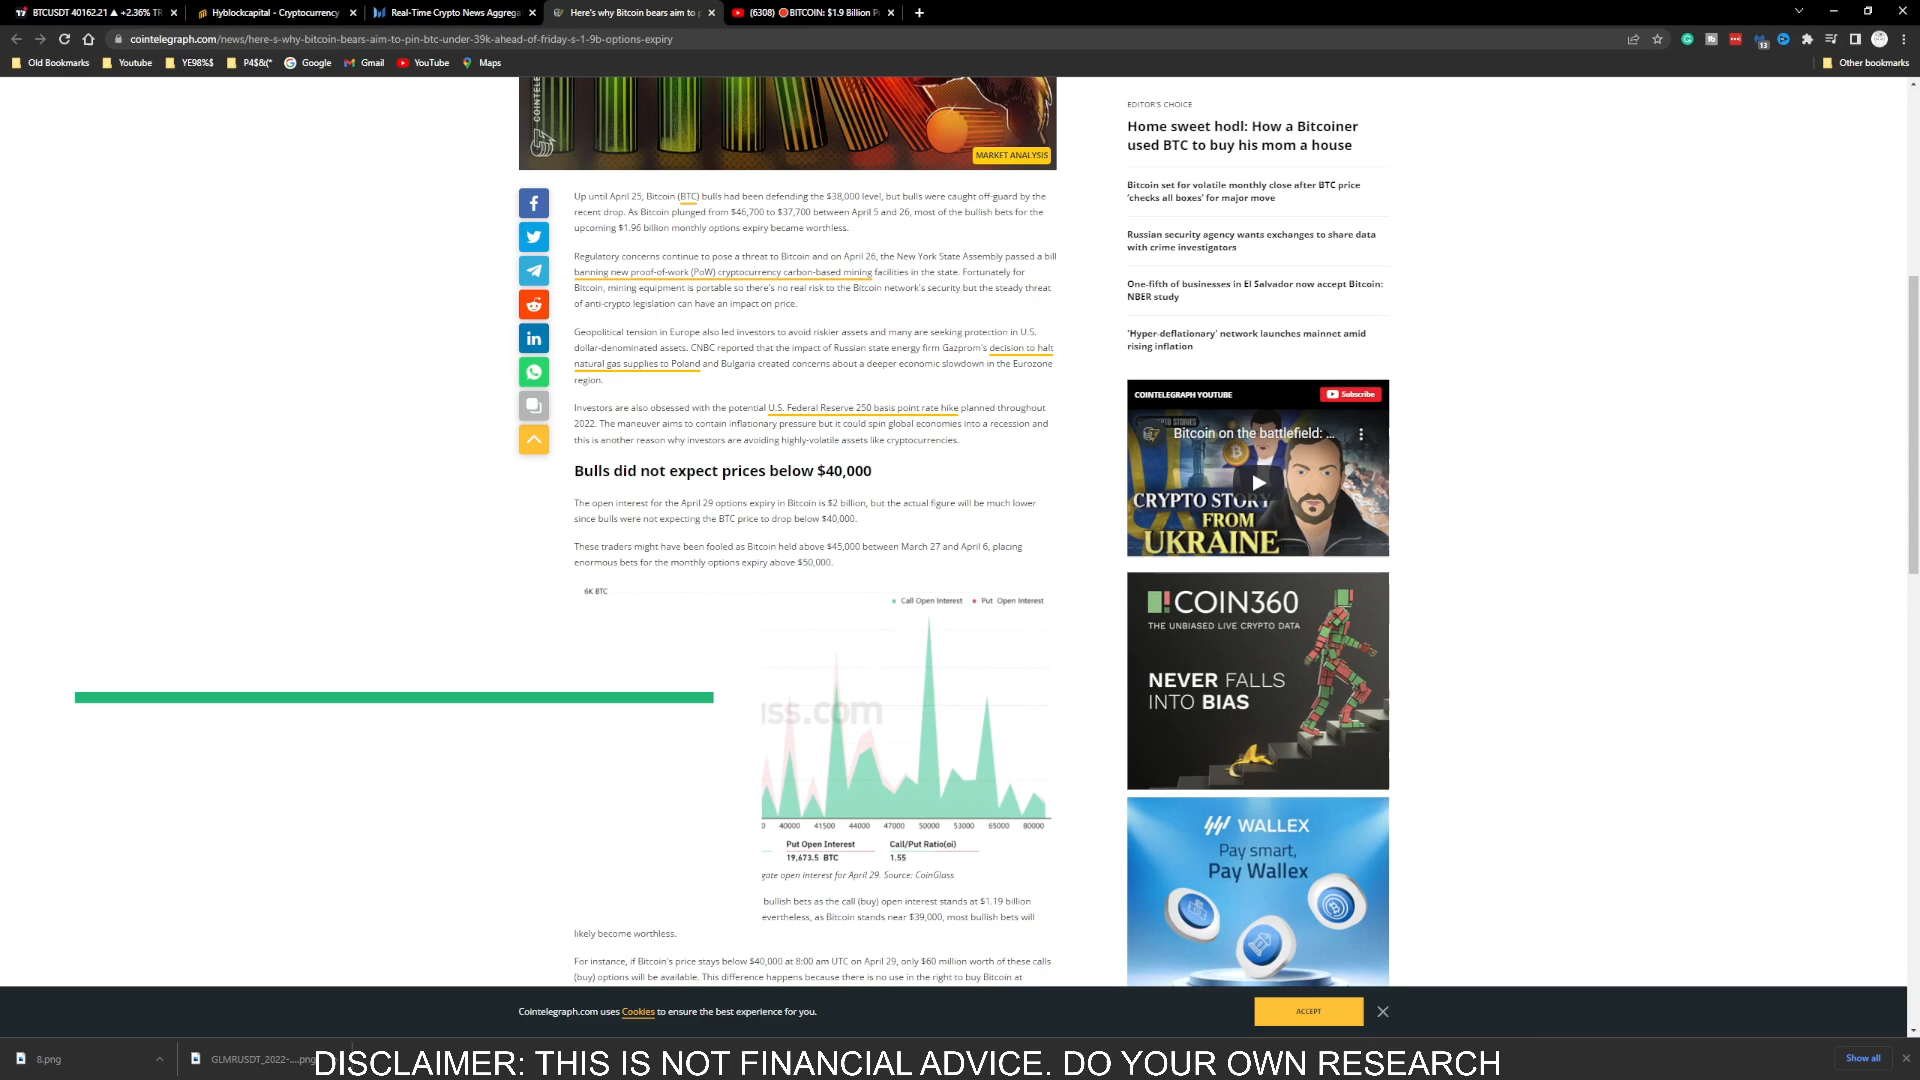 BTCUSDT 40162.21 ▲ +2.36% TR
Hyblockcapital - Cryptocurrency
Real-Time Crypto News Aggrega
Here's why Bitcoin bears aim to p
(6308) 🔴BITCOIN: $1.9 Billion P
cointelegraph.com/news/here-s-why-bitcoin-bears-aim-to-pin-btc-under-39k-ahead-of-friday-s-1-9b-options-expiry
13
Old Bookmarks
Youtube
YE98%$
P4$&(*
Google
Gmail
YouTube
Maps
Other bookmarks
COINTELE
MARKET ANALYSIS
Up until April 25, Bitcoin (BTC) bulls had been defending the $38,000 level, but bulls were caught off-guard by the
recent drop. As Bitcoin plunged from $46,700 to $37,700 between April 5 and 26, most of the bullish bets for the
upcoming $1.96 billion monthly options expiry became worthless.
Regulatory concerns continue to pose a threat to Bitcoin and on April 26, the New York State Assembly passed a bill
banning new proof-of-work (PoW) cryptocurrency carbon-based mining facilities in the state. Fortunately for
Bitcoin, mining equipment is portable so there's no real risk to the Bitcoin network's security but the steady threat
of anti-crypto legislation can have an impact on price.
Geopolitical tension in Europe also led investors to avoid riskier assets and many are seeking protection in U.S.
dollar-denominated assets. CNBC reported that the impact of Russian state energy firm Gazprom's decision to halt
natural gas supplies to Poland and Bulgaria created concerns about a deeper economic slowdown in the Eurozone
region.
Investors are also obsessed with the potential U.S. Federal Reserve 250 basis point rate hike planned throughout
2022. The maneuver aims to contain inflationary pressure but it could spin global economies into a recession and
this is another reason why investors are avoiding highly-volatile assets like cryptocurrencies.
Bulls did not expect prices below $40,000
The open interest for the April 29 options expiry in Bitcoin is $2 billion, but the actual figure will be much lower
since bulls were not expecting the BTC price to drop below $40,000.
These traders might have been fooled as Bitcoin held above $45,000 between March 27 and April 6, placing
enormous bets for the monthly options expiry above $50,000.
6K BTC
Call Open Interest
Put Open Interest
ass.com
0 40000 41500 44000 47000 50000 53000 65000 80000
Put Open Interest
Call/Put Ratio(oi)
19,673.5 BTC
1.55
gate open interest for April 29. Source: CoinGlass
bullish bets as the call (buy) open interest stands at $1.19 billion
evertheless, as Bitcoin stands near $39,000, most bullish bets will
likely become worthless.
For instance, if Bitcoin's price stays below $40,000 at 8:00 am UTC on April 29, only $60 million worth of these calls
(buy) options will be available. This difference happens because there is no use in the right to buy Bitcoin at
EDITOR'S CHOICE
Home sweet hodl: How a Bitcoiner
used BTC to buy his mom a house
Bitcoin set for volatile monthly close after BTC price
'checks all boxes' for major move
Russian security agency wants exchanges to share data
with crime investigators
One-fifth of businesses in El Salvador now accept Bitcoin:
NBER study
'Hyper-deflationary' network launches mainnet amid
rising inflation
COINTELEGRAPH YOUTUBE
Subscribe
Bitcoin on the battlefield: ...
CRYPTO STORY
FROM
UKRAINE
COIN360
THE UNBIASED LIVE CRYPTO DATA
NEVER FALLS
INTO BIAS
WALLEX
Pay smart,
Pay Wallex
Cointelegraph.com uses Cookies to ensure the best experience for you.
ACCEPT
8.png
GLMRUSDT_2022-....png
DISCLAIMER: THIS IS NOT FINANCIAL ADVICE. DO YOUR OWN RESEARCH
Show all